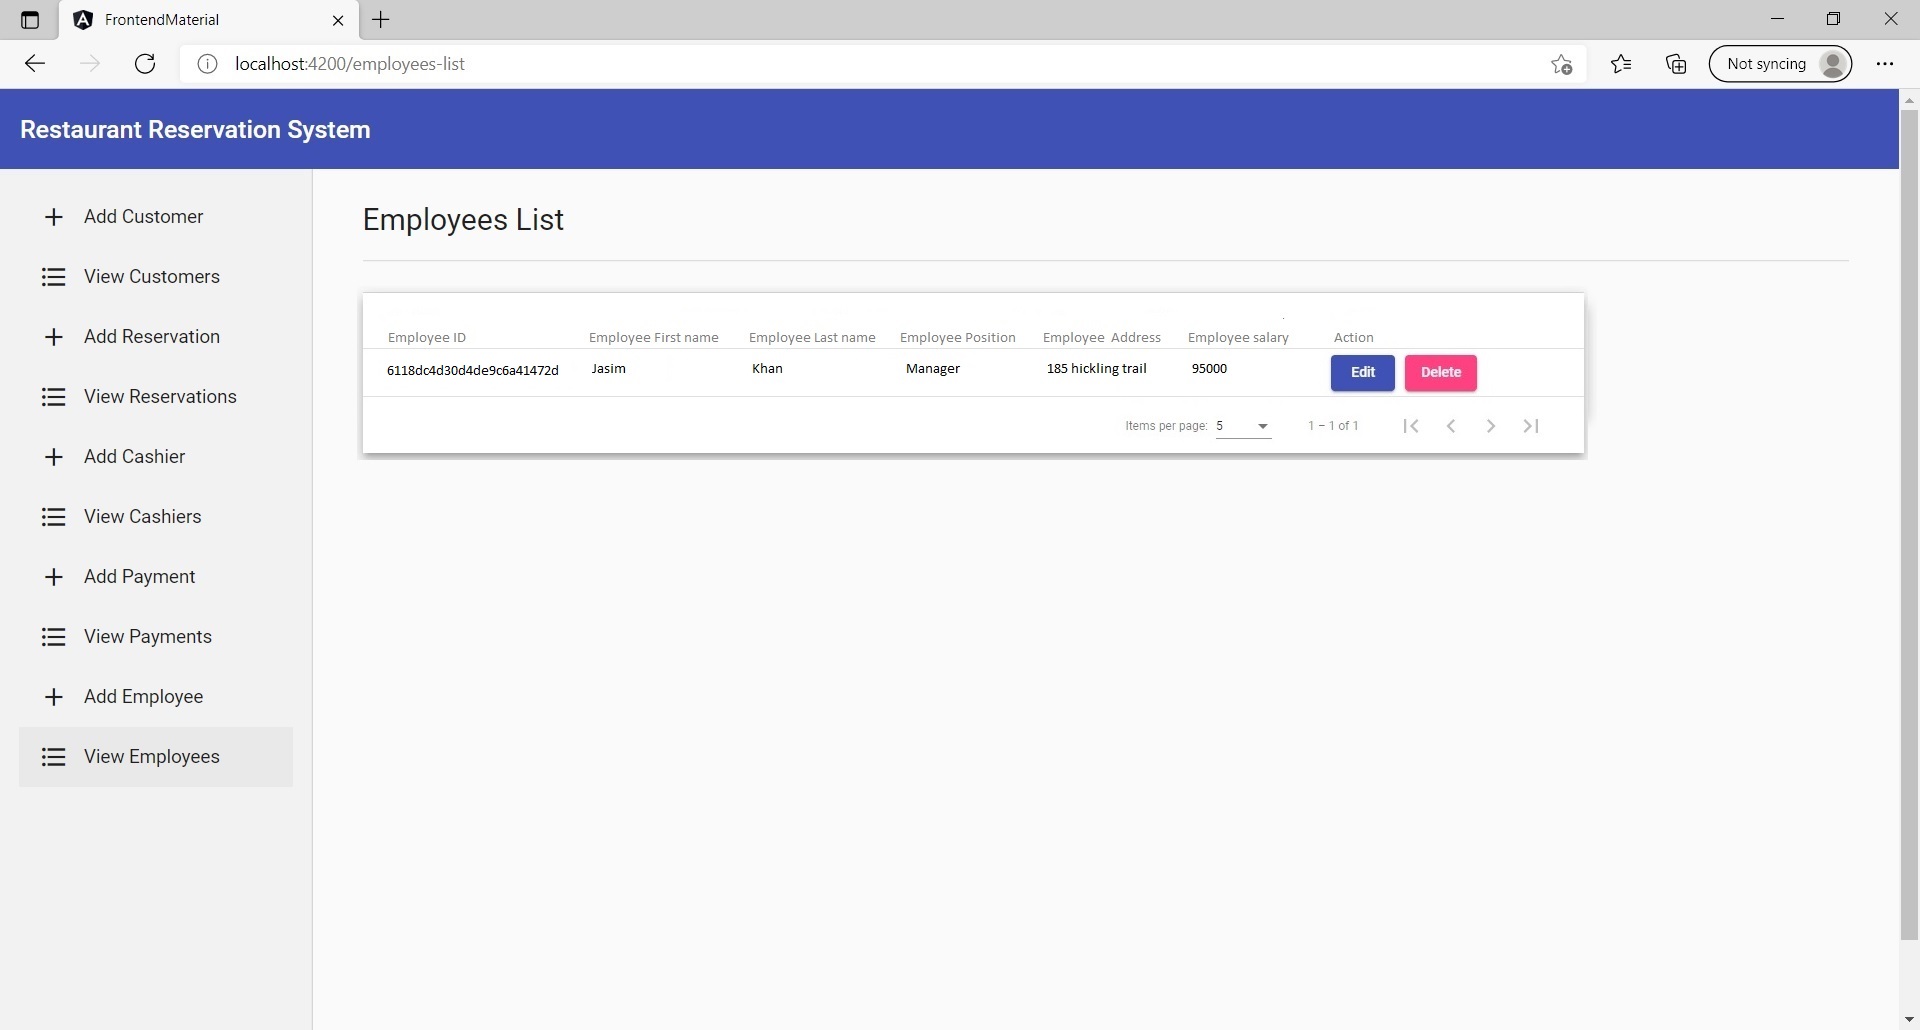 FrontendMaterial
localhost:4200/employees-list
Not syncing
Restaurant Reservation System
Add Customer
View Customers
Add Reservation
View Reservations
Add Cashier
View Cashiers
Add Payment
View Payments
Add Employee
View Employees
Employees List
Employee ID Employee First name Employee Last name Employee Position Employee Address Employee salary Action
6118dc4d30d4de9c6a41472d Jasim Khan Manager 185 hickling trail 95000 Edit Delete
Items per page: 5 1 – 1 of 1